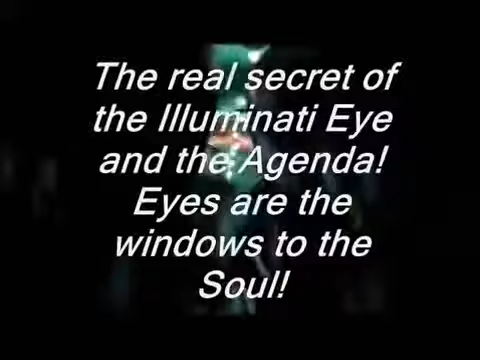 The real secret of
the Illuminati Eye
and the Agenda!
Eyes are the
windows to the
Soul!